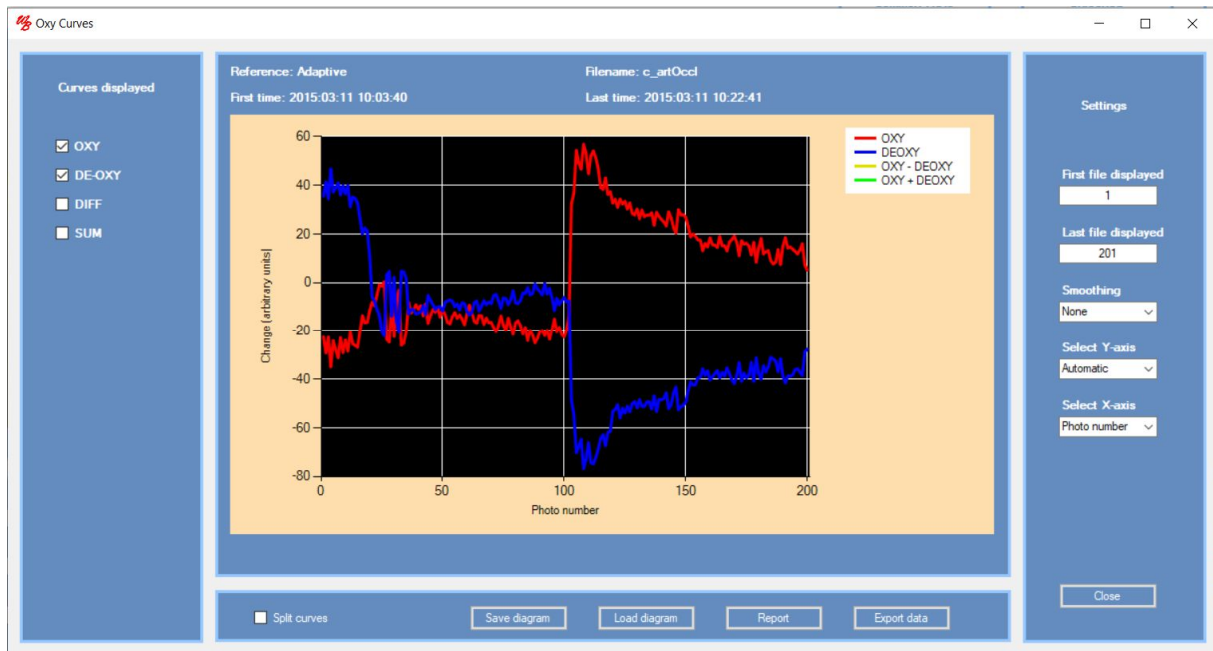 Oxy Curves
Curves displayed
OXY
DE-OXY
DIFF
SUM
Reference: Adaptive
Filename: c_artOccl
First time: 2015:03:11 10:03:40
Last time: 2015:03:11 10:22:41
60
40
20
0
-20
-40
-60
-80
Change [arbitrary units]
0
50
100
150
200
Photo number
OXY
DEOXY
OXY - DEOXY
OXY + DEOXY
Split curves
Save diagram
Load diagram
Report
Export data
Settings
First file displayed
1
Last file displayed
201
Smoothing
None
Select Y-axis
Automatic
Select X-axis
Photo number
Close